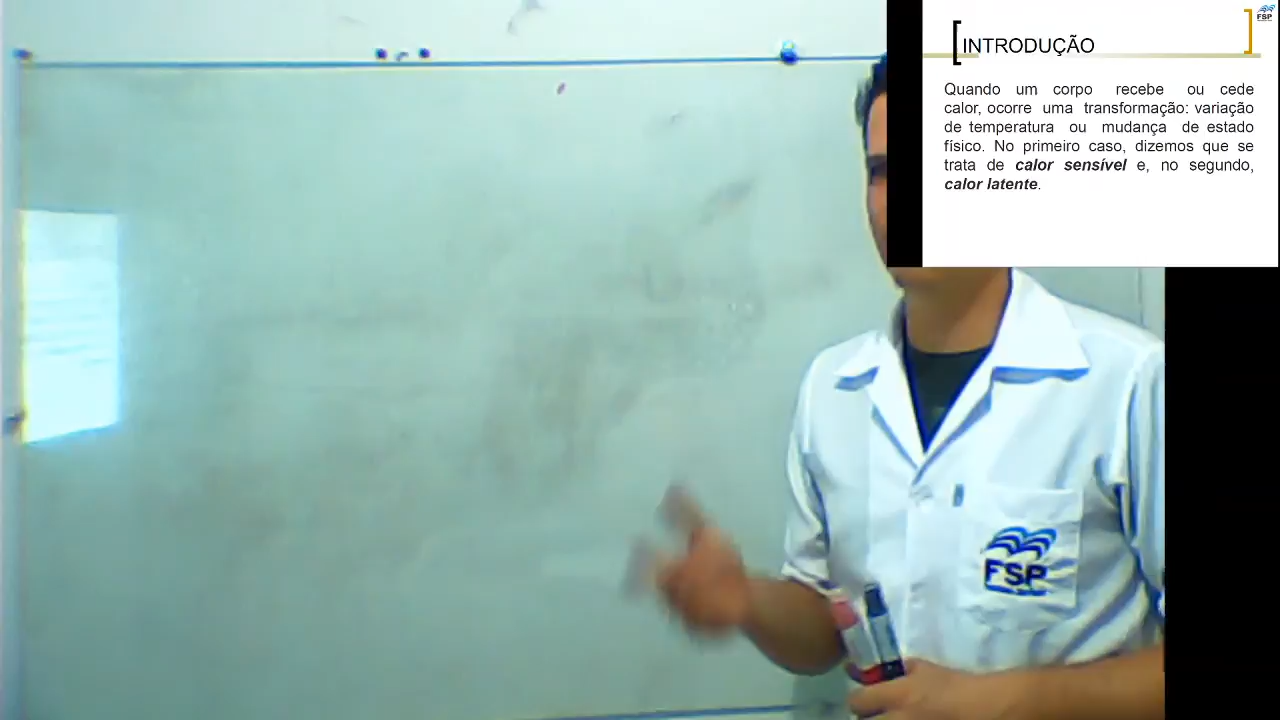 FSP
INTRODUÇÃO
Quando um corpo recebe ou cede
calor, ocorre uma transformação: variação
de temperatura ou mudança de estado
físico. No primeiro caso, dizemos que se
trata de calor sensível e, no segundo,
calor latente.
FSP